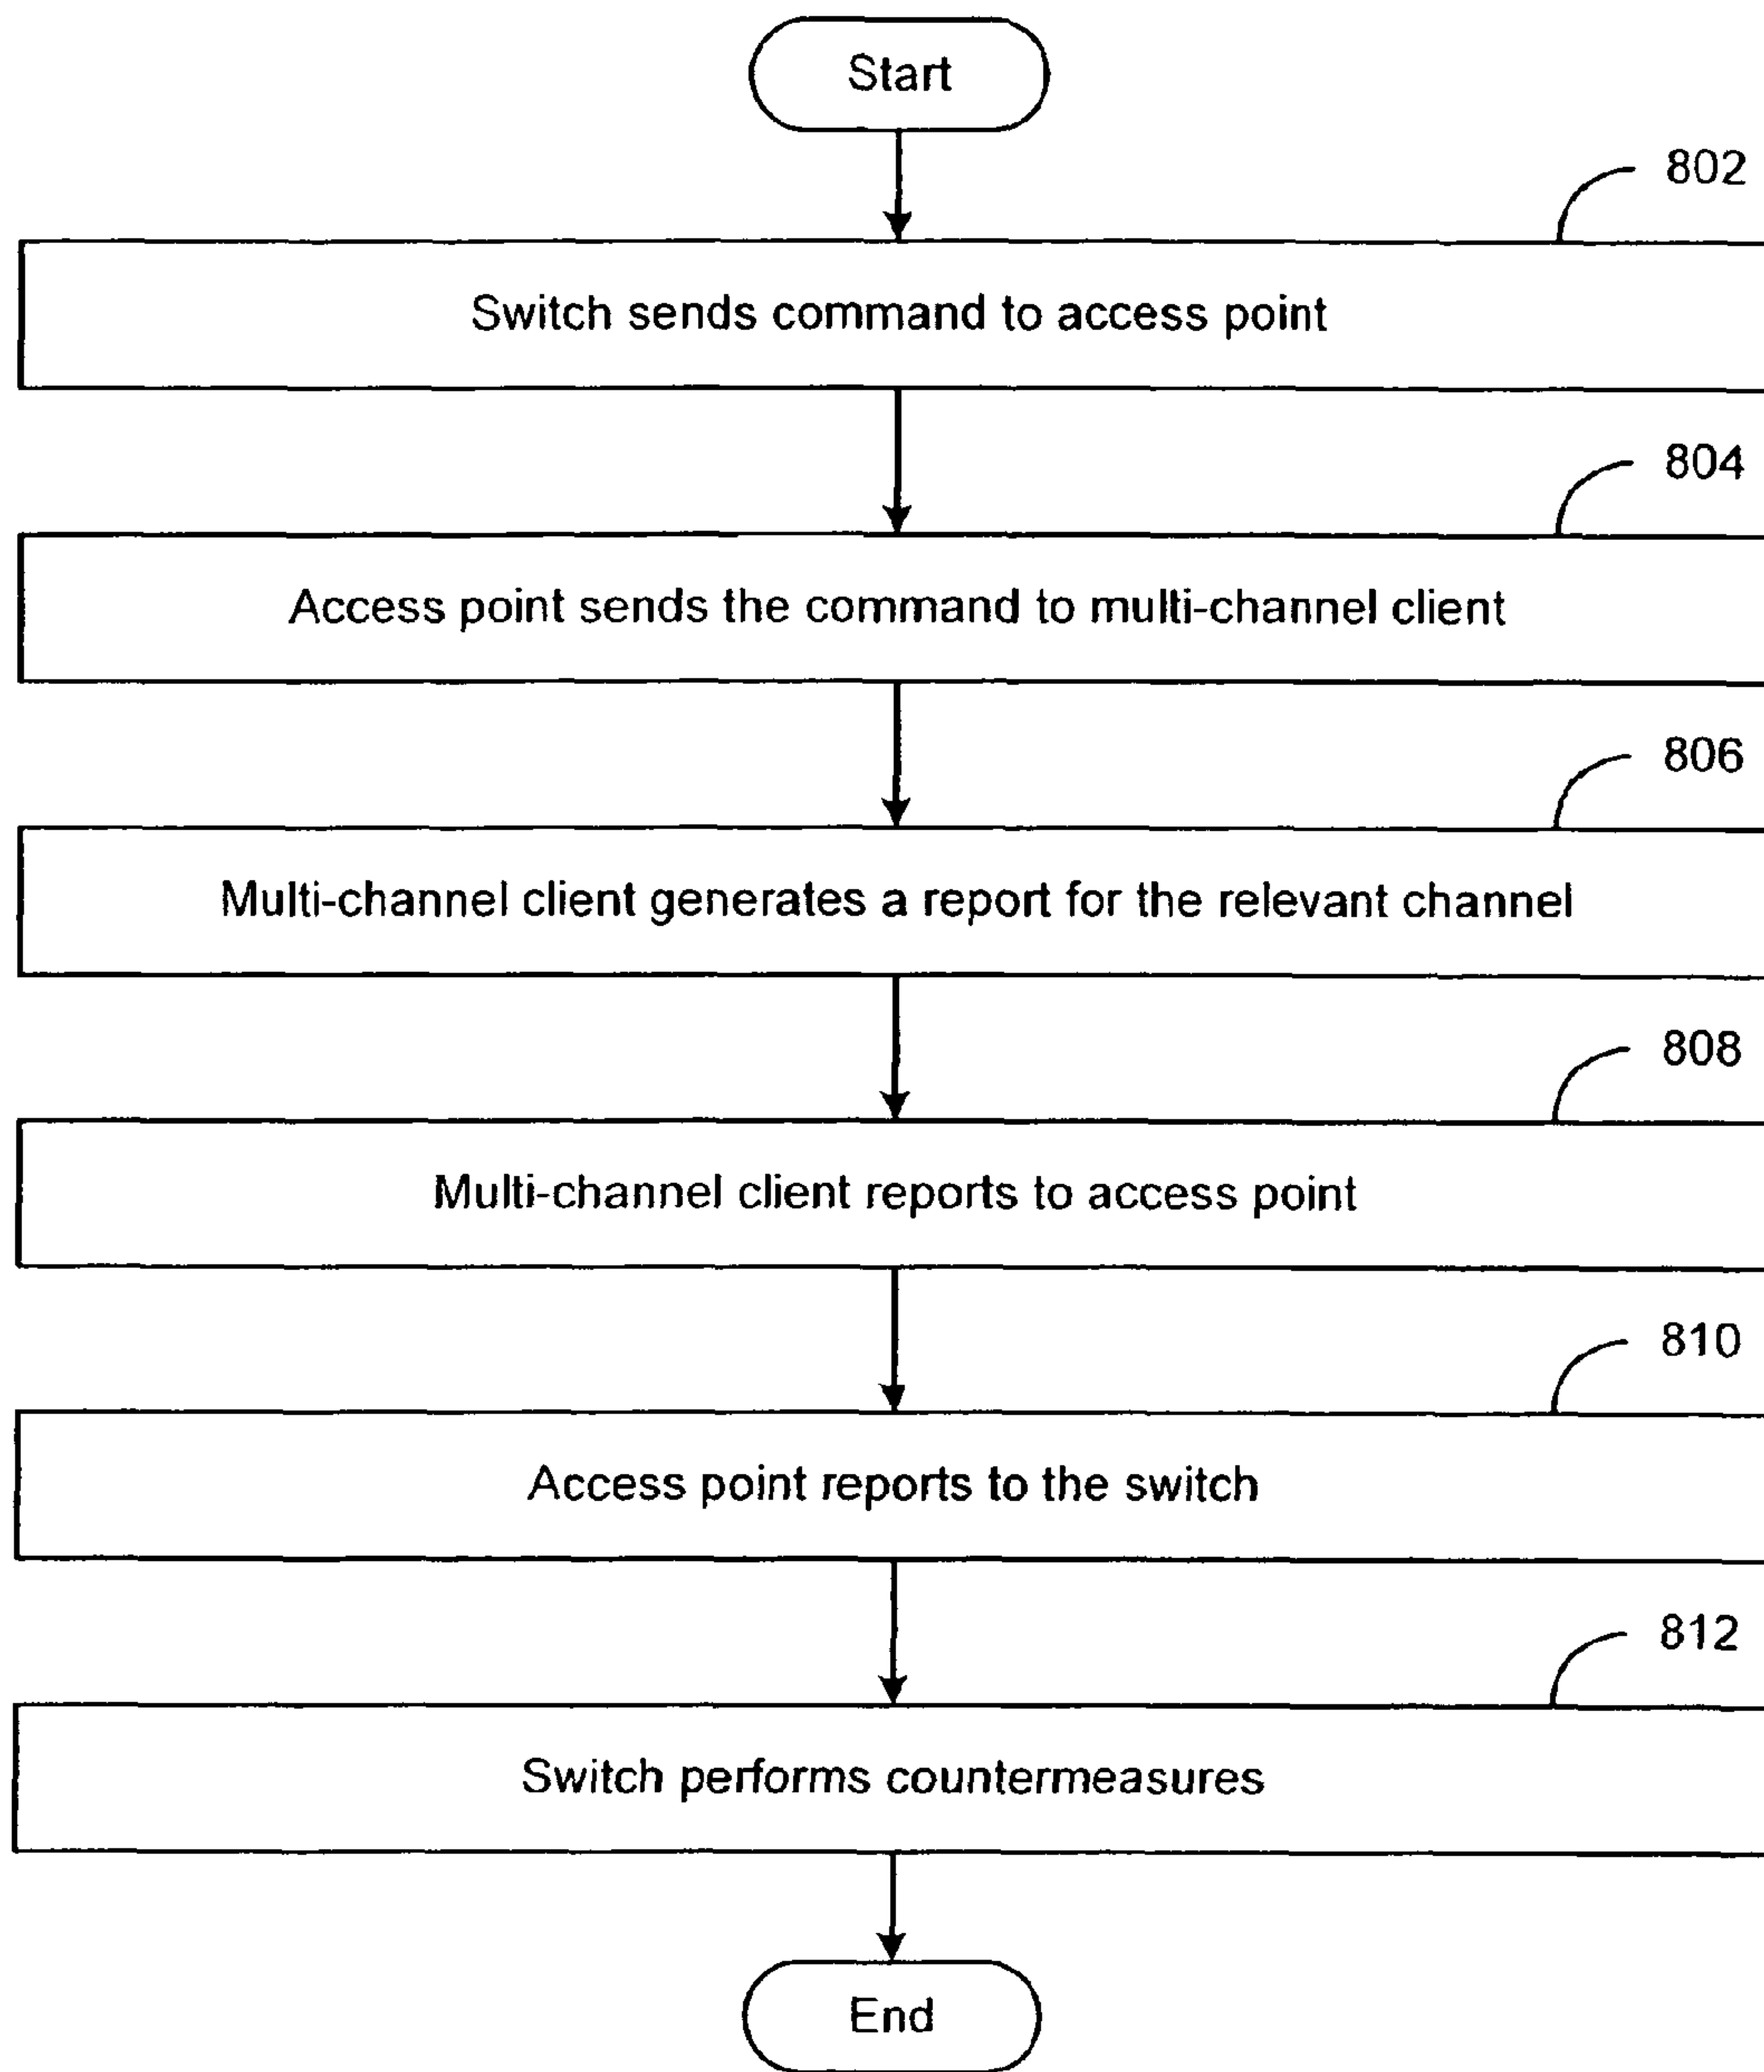 Start
802
Switch sends command to access point
804
Access point sends the command to multi-channel client
806
Multi-channel client generates a report for the relevant channel
808
Multi-channel client reports to access point
810
Access point reports to the switch
812
Switch performs countermeasures
End